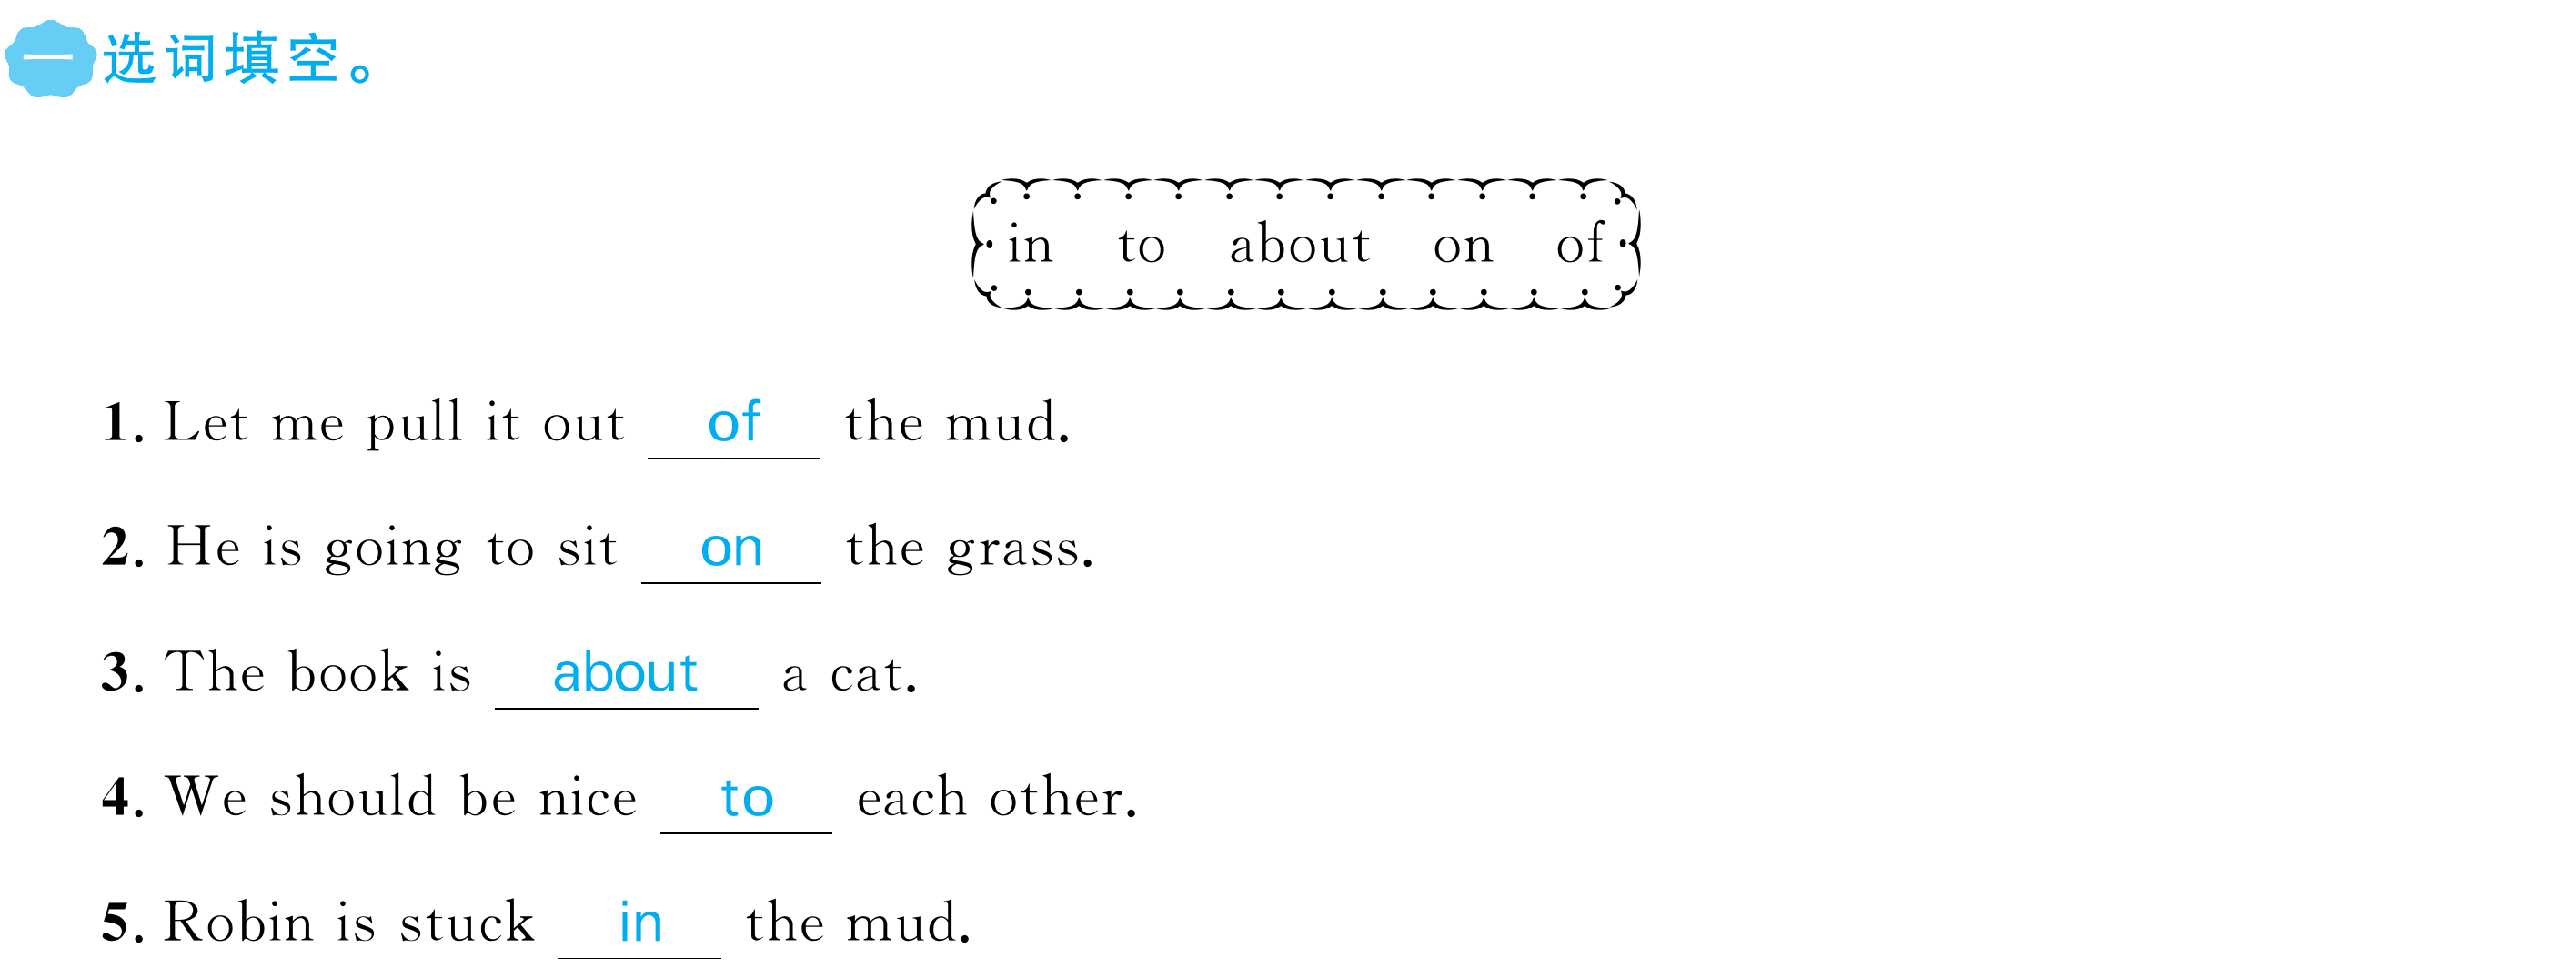 一 选词填空。
in to about on of
1. Let me pull it out of the mud.
2. He is going to sit on the grass.
3. The book is about a cat.
4. We should be nice to each other.
5. Robin is stuck in the mud.